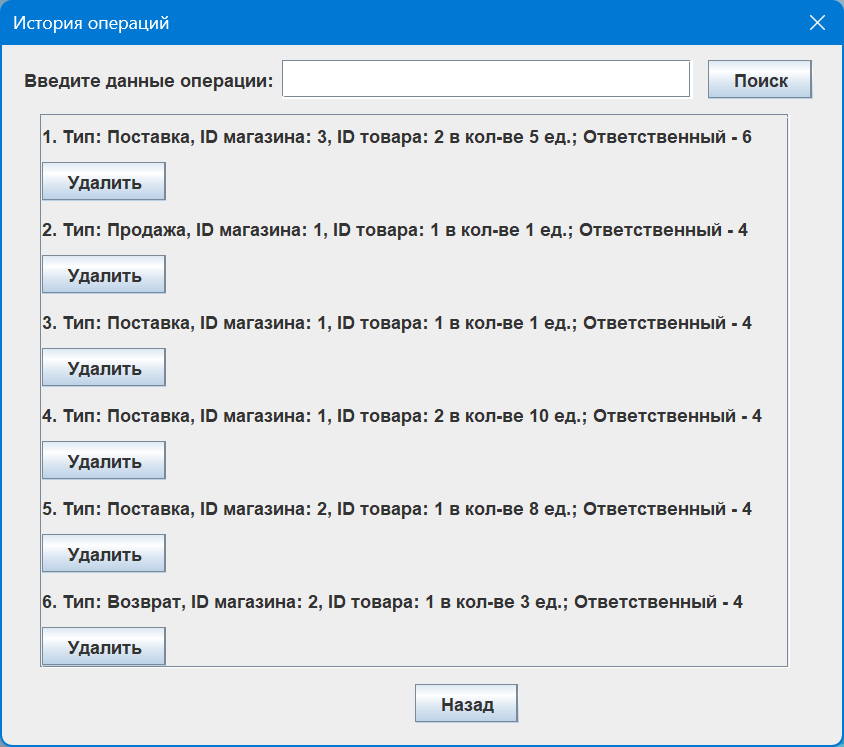 История операций
Введите данные операции: Поиск
1. Тип: Поставка, ID магазина: 3, ID товара: 2 в кол-ве 5 ед.; Ответственный - 6
Удалить
2. Тип: Продажа, ID магазина: 1, ID товара: 1 в кол-ве 1 ед.; Ответственный - 4
Удалить
3. Тип: Поставка, ID магазина: 1, ID товара: 1 в кол-ве 1 ед.; Ответственный - 4
Удалить
4. Тип: Поставка, ID магазина: 1, ID товара: 2 в кол-ве 10 ед.; Ответственный - 4
Удалить
5. Тип: Поставка, ID магазина: 2, ID товара: 1 в кол-ве 8 ед.; Ответственный - 4
Удалить
6. Тип: Возврат, ID магазина: 2, ID товара: 1 в кол-ве 3 ед.; Ответственный - 4
Удалить
Назад